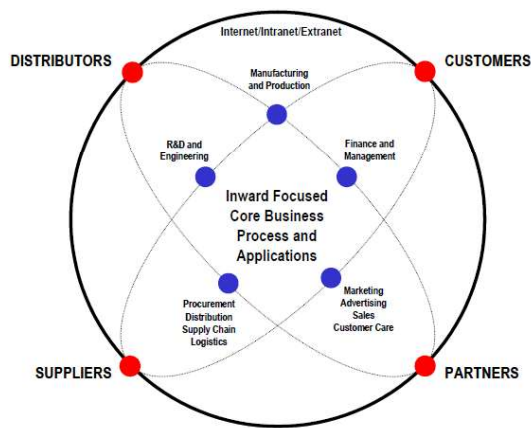 Internet/Intranet/Extranet
DISTRIBUTORS
CUSTOMERS
Manufacturing
and Production
R&D and
Engineering
Finance and
Management
Inward Focused
Core Business
Process and
Applications
Procurement
Distribution
Supply Chain
Logistics
Marketing
Advertising
Sales
Customer Care
SUPPLIERS
PARTNERS